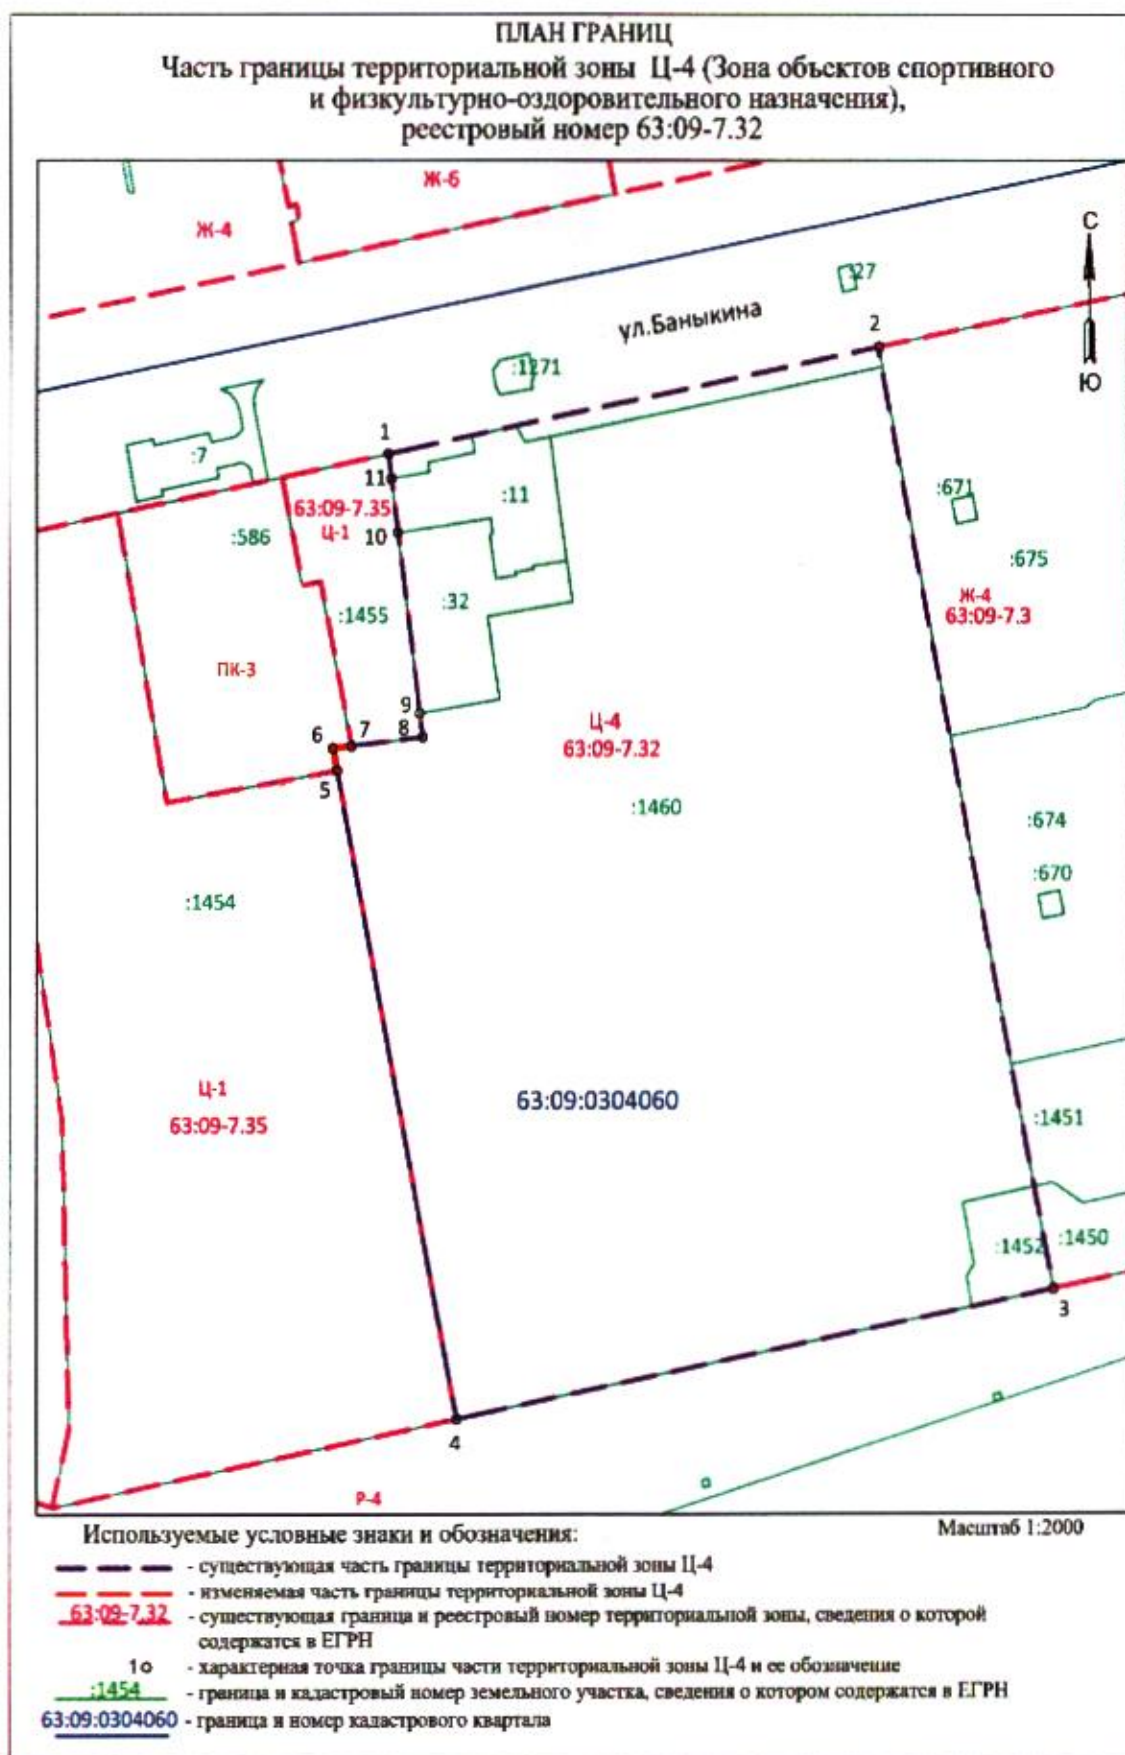 ПЛАН ГРАНИЦ
Часть границы территориальной зоны Ц-4 (Зона объектов спортивного
и физкультурно-оздоровительного назначения),
реестровый номер 63:09-7.32
Ж-6
Ж-4
С
:27
ул.Баныкина
2
:1271
Ю
1
:7
11
:671
:11
63:09-7.35
Ц-1
10
:586
:675
Ж-4
63:09-7.3
:32
:1455
ПК-3
9
Ц-4
63:09-7.32
8
7
6
5
:1460
:674
:670
:1454
Ц-1
63:09-7.35
63:09:0304060
:1451
:1450
:1452
3
4
Р-4
Масштаб 1:2000
Используемые условные знаки и обозначения:
- существующая часть границы территориальной зоны Ц-4
- изменяемая часть границы территориальной зоны Ц-4
63:09-7.32 - существующая граница и реестровый номер территориальной зоны, сведения о которой
содержатся в ЕГРН
1 - характерная точка границы части территориальной зоны Ц-4 и ее обозначение
:1454 - граница и кадастровый номер земельного участка, сведения о котором содержатся в ЕГРН
63:09:0304060 - граница и номер кадастрового квартала